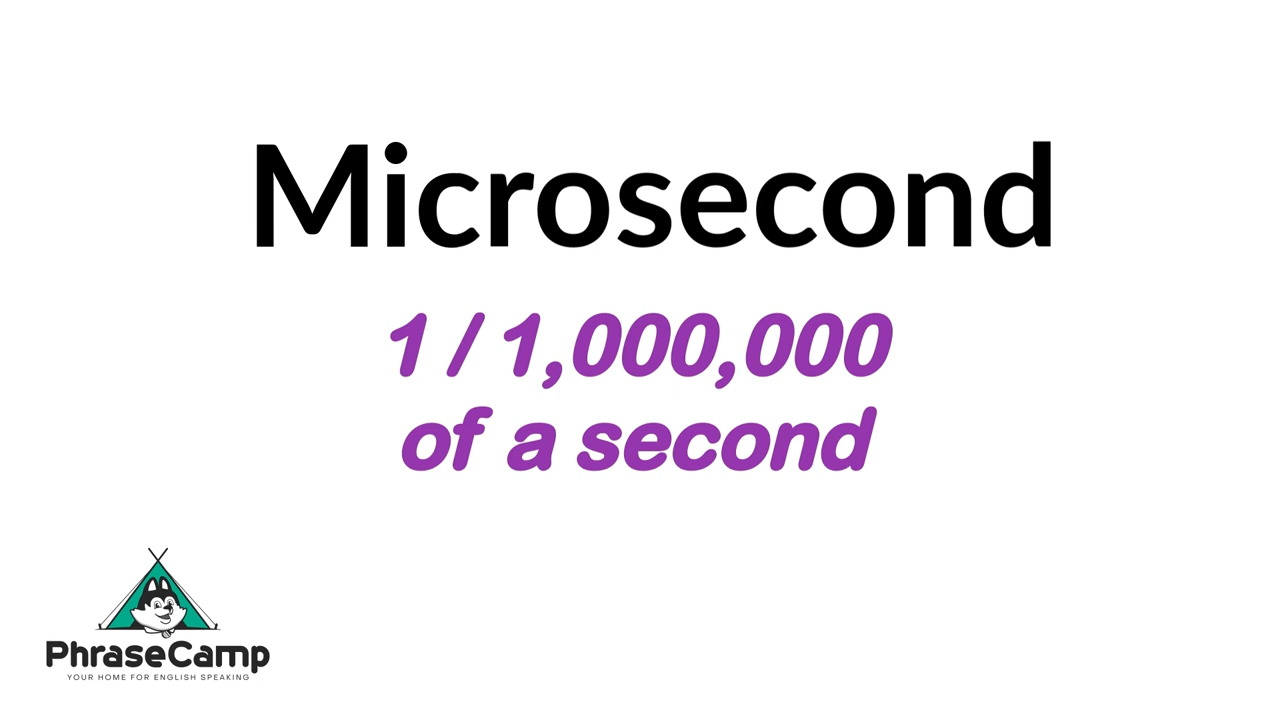 Microsecond
1 / 1,000,000
of a second
PhraseCamp
YOUR HOME FOR ENGLISH SPEAKING